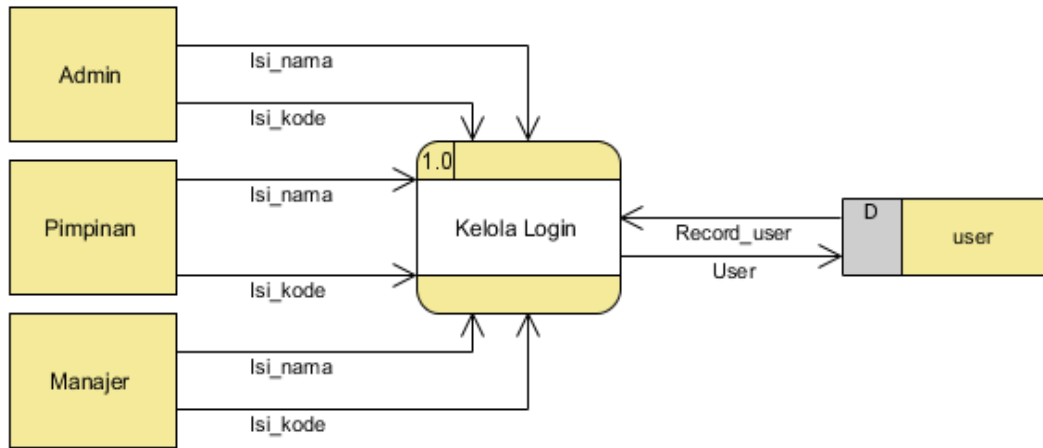 Admin
Isi_nama
Isi_kode
Pimpinan
Isi_nama
Isi_kode
Manajer
Isi_nama
Isi_kode
1.0
Kelola Login
Record_user
User
D
user